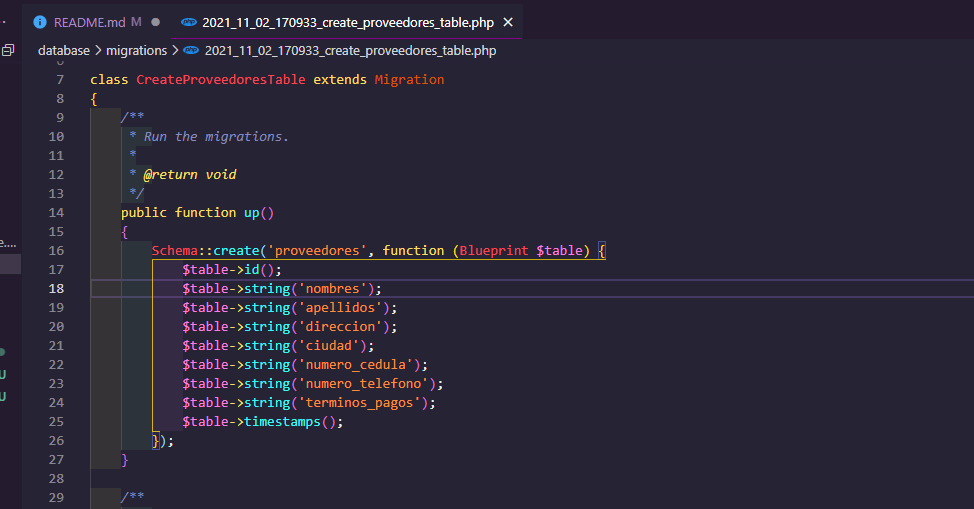 README.md M
2021_11_02_170933_create_proveedores_table.php
database > migrations > 2021_11_02_170933_create_proveedores_table.php
7 class CreateProveedoresTable extends Migration
8 {
9 /**
10 * Run the migrations.
11 *
12 * @return void
13 */
14 public function up()
15 {
16 Schema::create('proveedores', function (Blueprint $table) {
17 $table->id();
18 $table->string('nombres');
19 $table->string('apellidos');
20 $table->string('direccion');
21 $table->string('ciudad');
22 $table->string('numero_cedula');
23 $table->string('numero_telefono');
24 $table->string('terminos_pagos');
25 $table->timestamps();
26 });
27 }
28
29 /**
e....
U
U